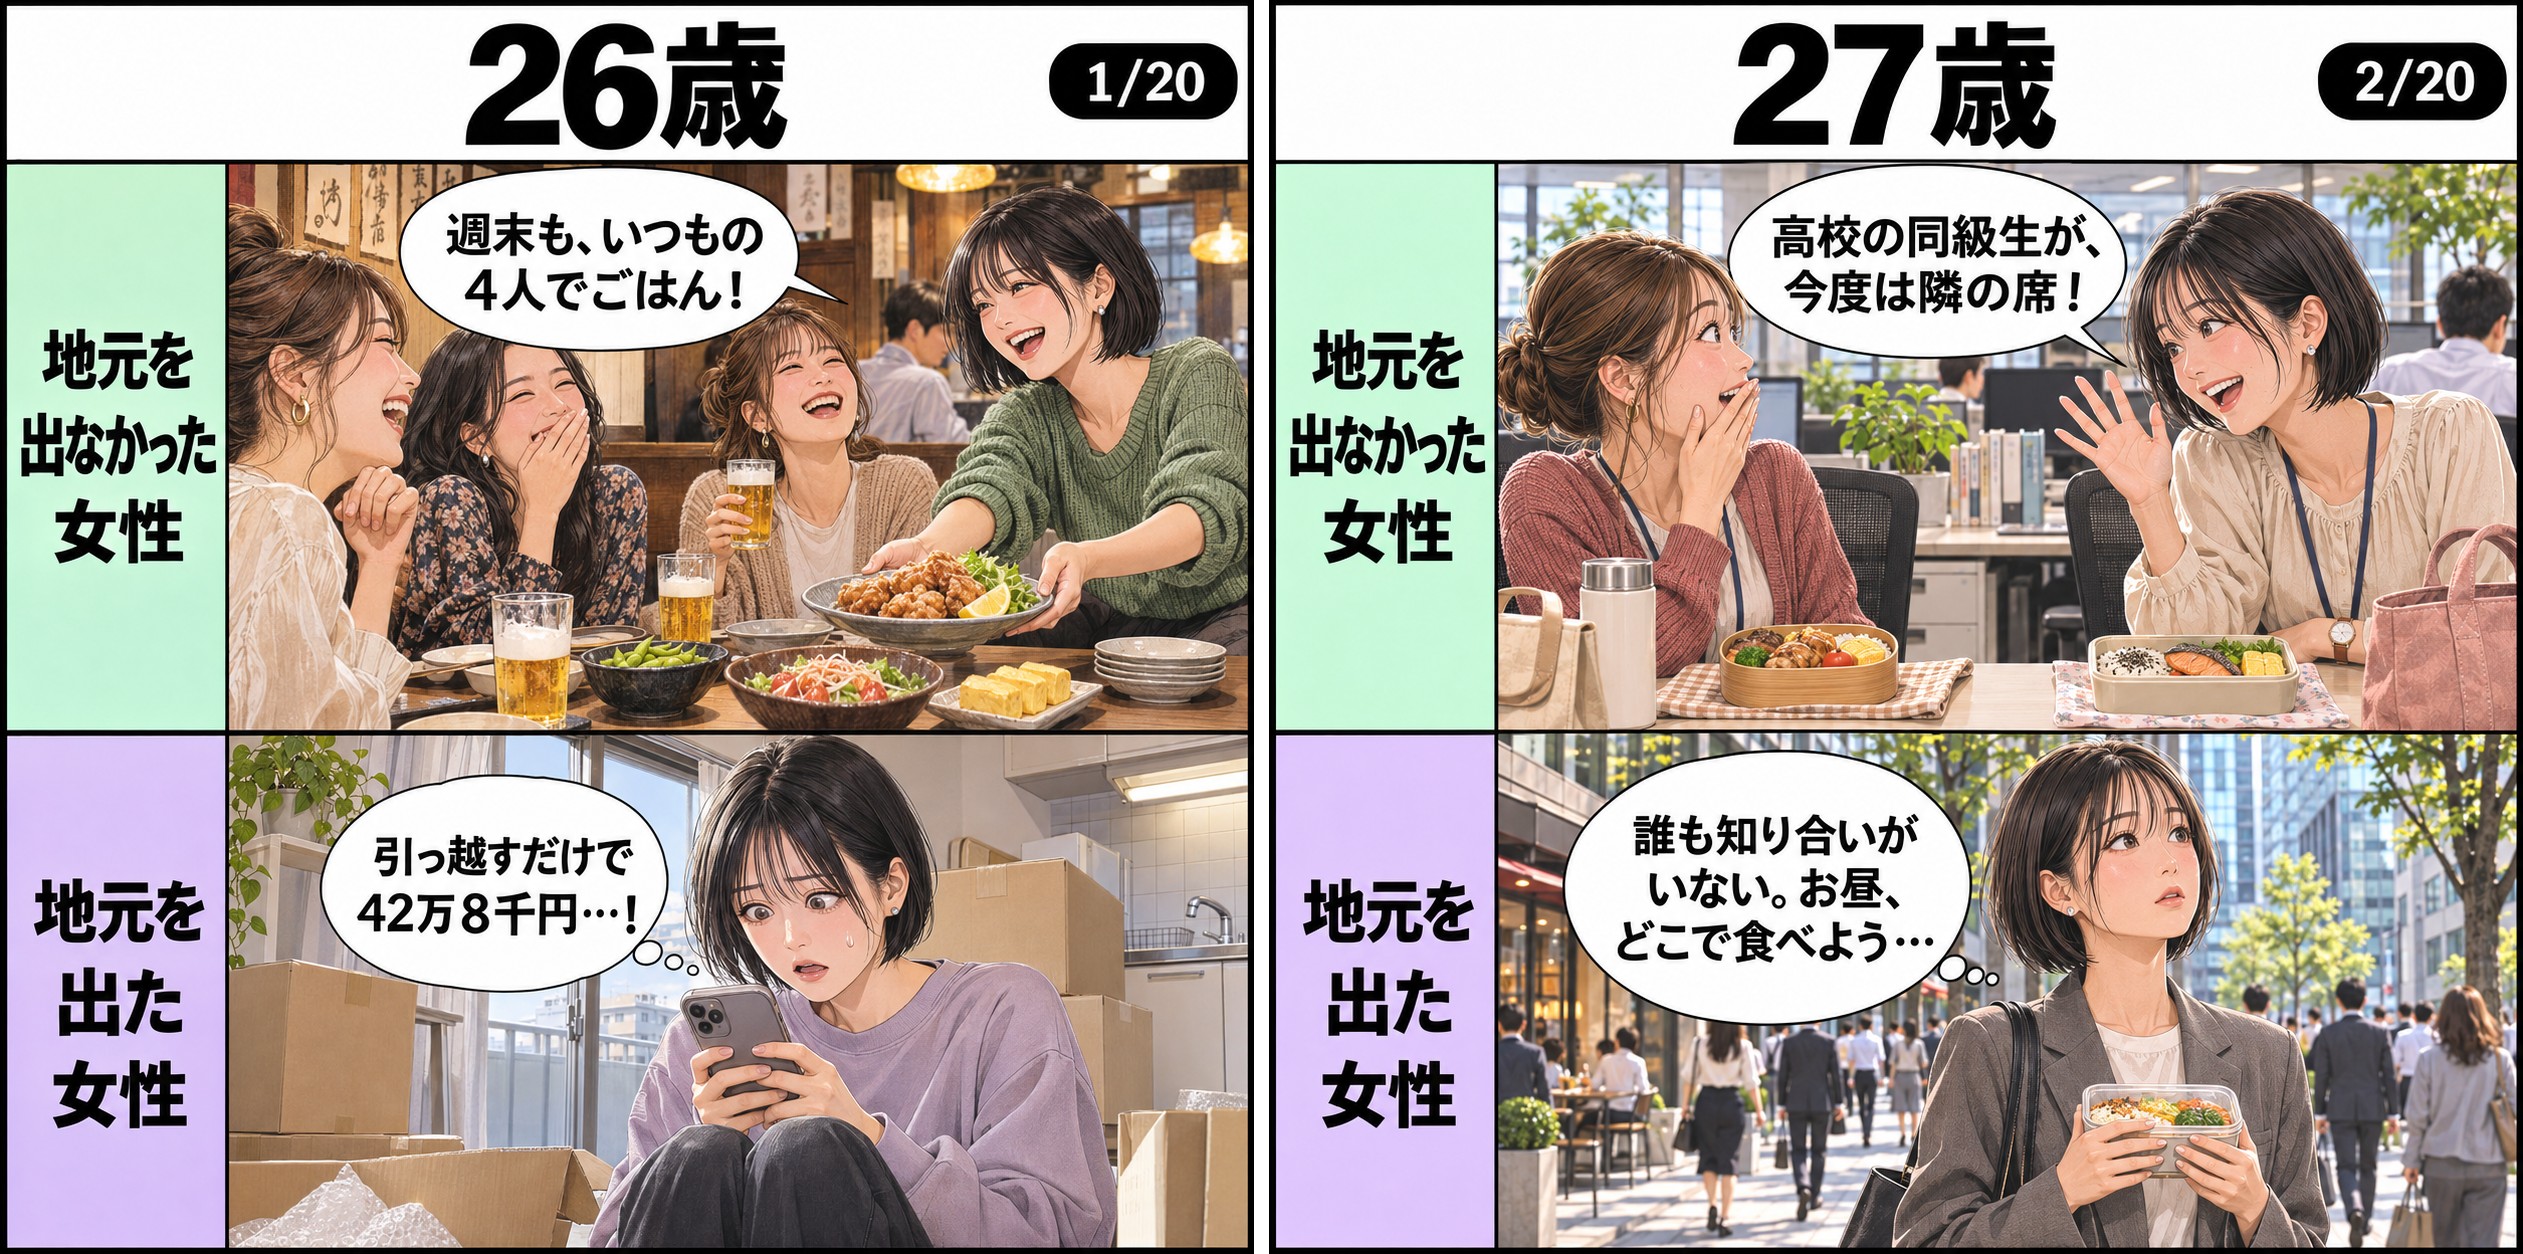 26歳
1/20
地元を
出なかった
女性
週末も、いつもの
4人でごはん！
地元を
出た
女性
引っ越すだけで
42万8千円…！
27歳
2/20
地元を
出なかった
女性
高校の同級生が、
今度は隣の席！
地元を
出た
女性
誰も知り合いが
いない。お昼、
どこで食べよう…